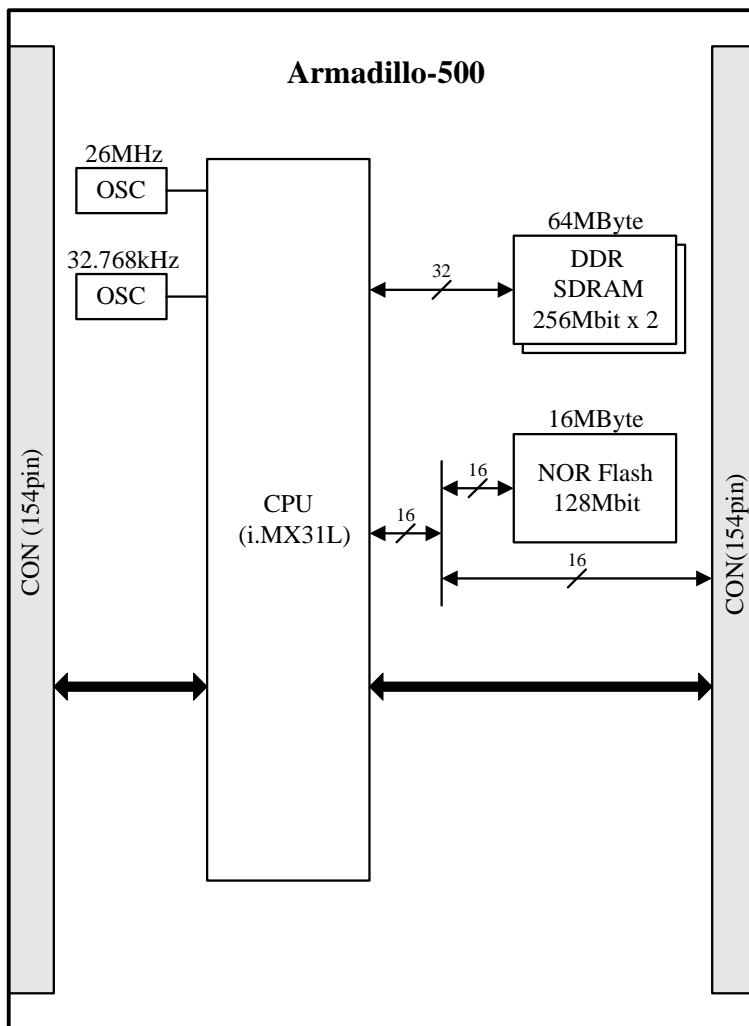 Armadillo-500
26MHz
OSC
32.768kHz
OSC
64MByte
DDR
SDRAM
256Mbit x 2
32
16MByte
NOR Flash
128Mbit
16
CPU
(i.MX31L)
16
16
CON (154pin)
CON(154pin)